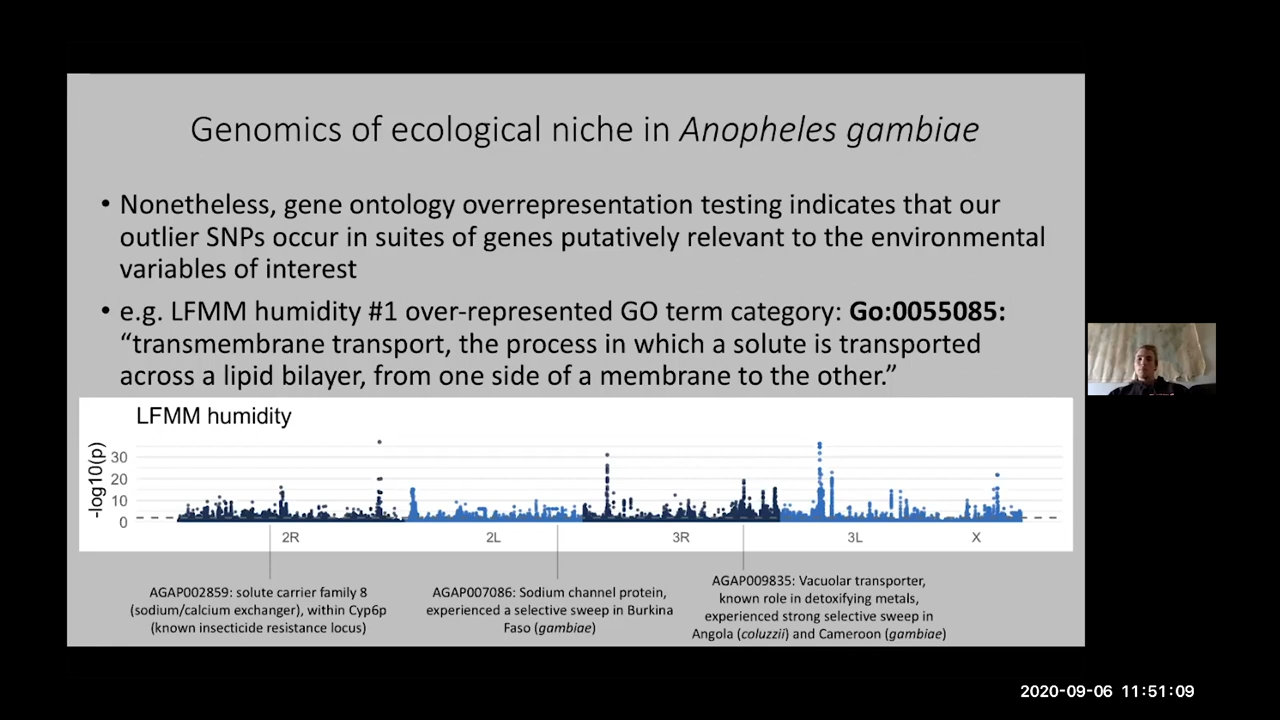 Genomics of ecological niche in Anopheles gambiae
• Nonetheless, gene ontology overrepresentation testing indicates that our
outlier SNPs occur in suites of genes putatively relevant to the environmental
variables of interest
• e.g. LFMM humidity #1 over-represented GO term category: Go:0055085:
“transmembrane transport, the process in which a solute is transported
across a lipid bilayer, from one side of a membrane to the other.”
LFMM humidity
-log10(p)
30
20
10
0
2R 2L 3R 3L X
AGAP002859: solute carrier family 8
(sodium/calcium exchanger), within Cyp6p
(known insecticide resistance locus)
AGAP007086: Sodium channel protein,
experienced a selective sweep in Burkina
Faso (gambiae)
AGAP009835: Vacuolar transporter,
known role in detoxifying metals,
experienced strong selective sweep in
Angola (coluzzii) and Cameroon (gambiae)
2020-09-06 11:51:09